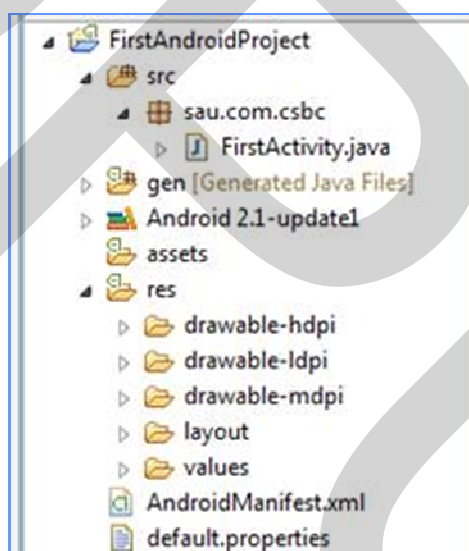 FirstAndroidProject
src
sau.com.csbc
FirstActivity.java
gen [Generated Java Files]
Android 2.1-update1
assets
res
drawable-hdpi
drawable-ldpi
drawable-mdpi
layout
values
AndroidManifest.xml
default.properties